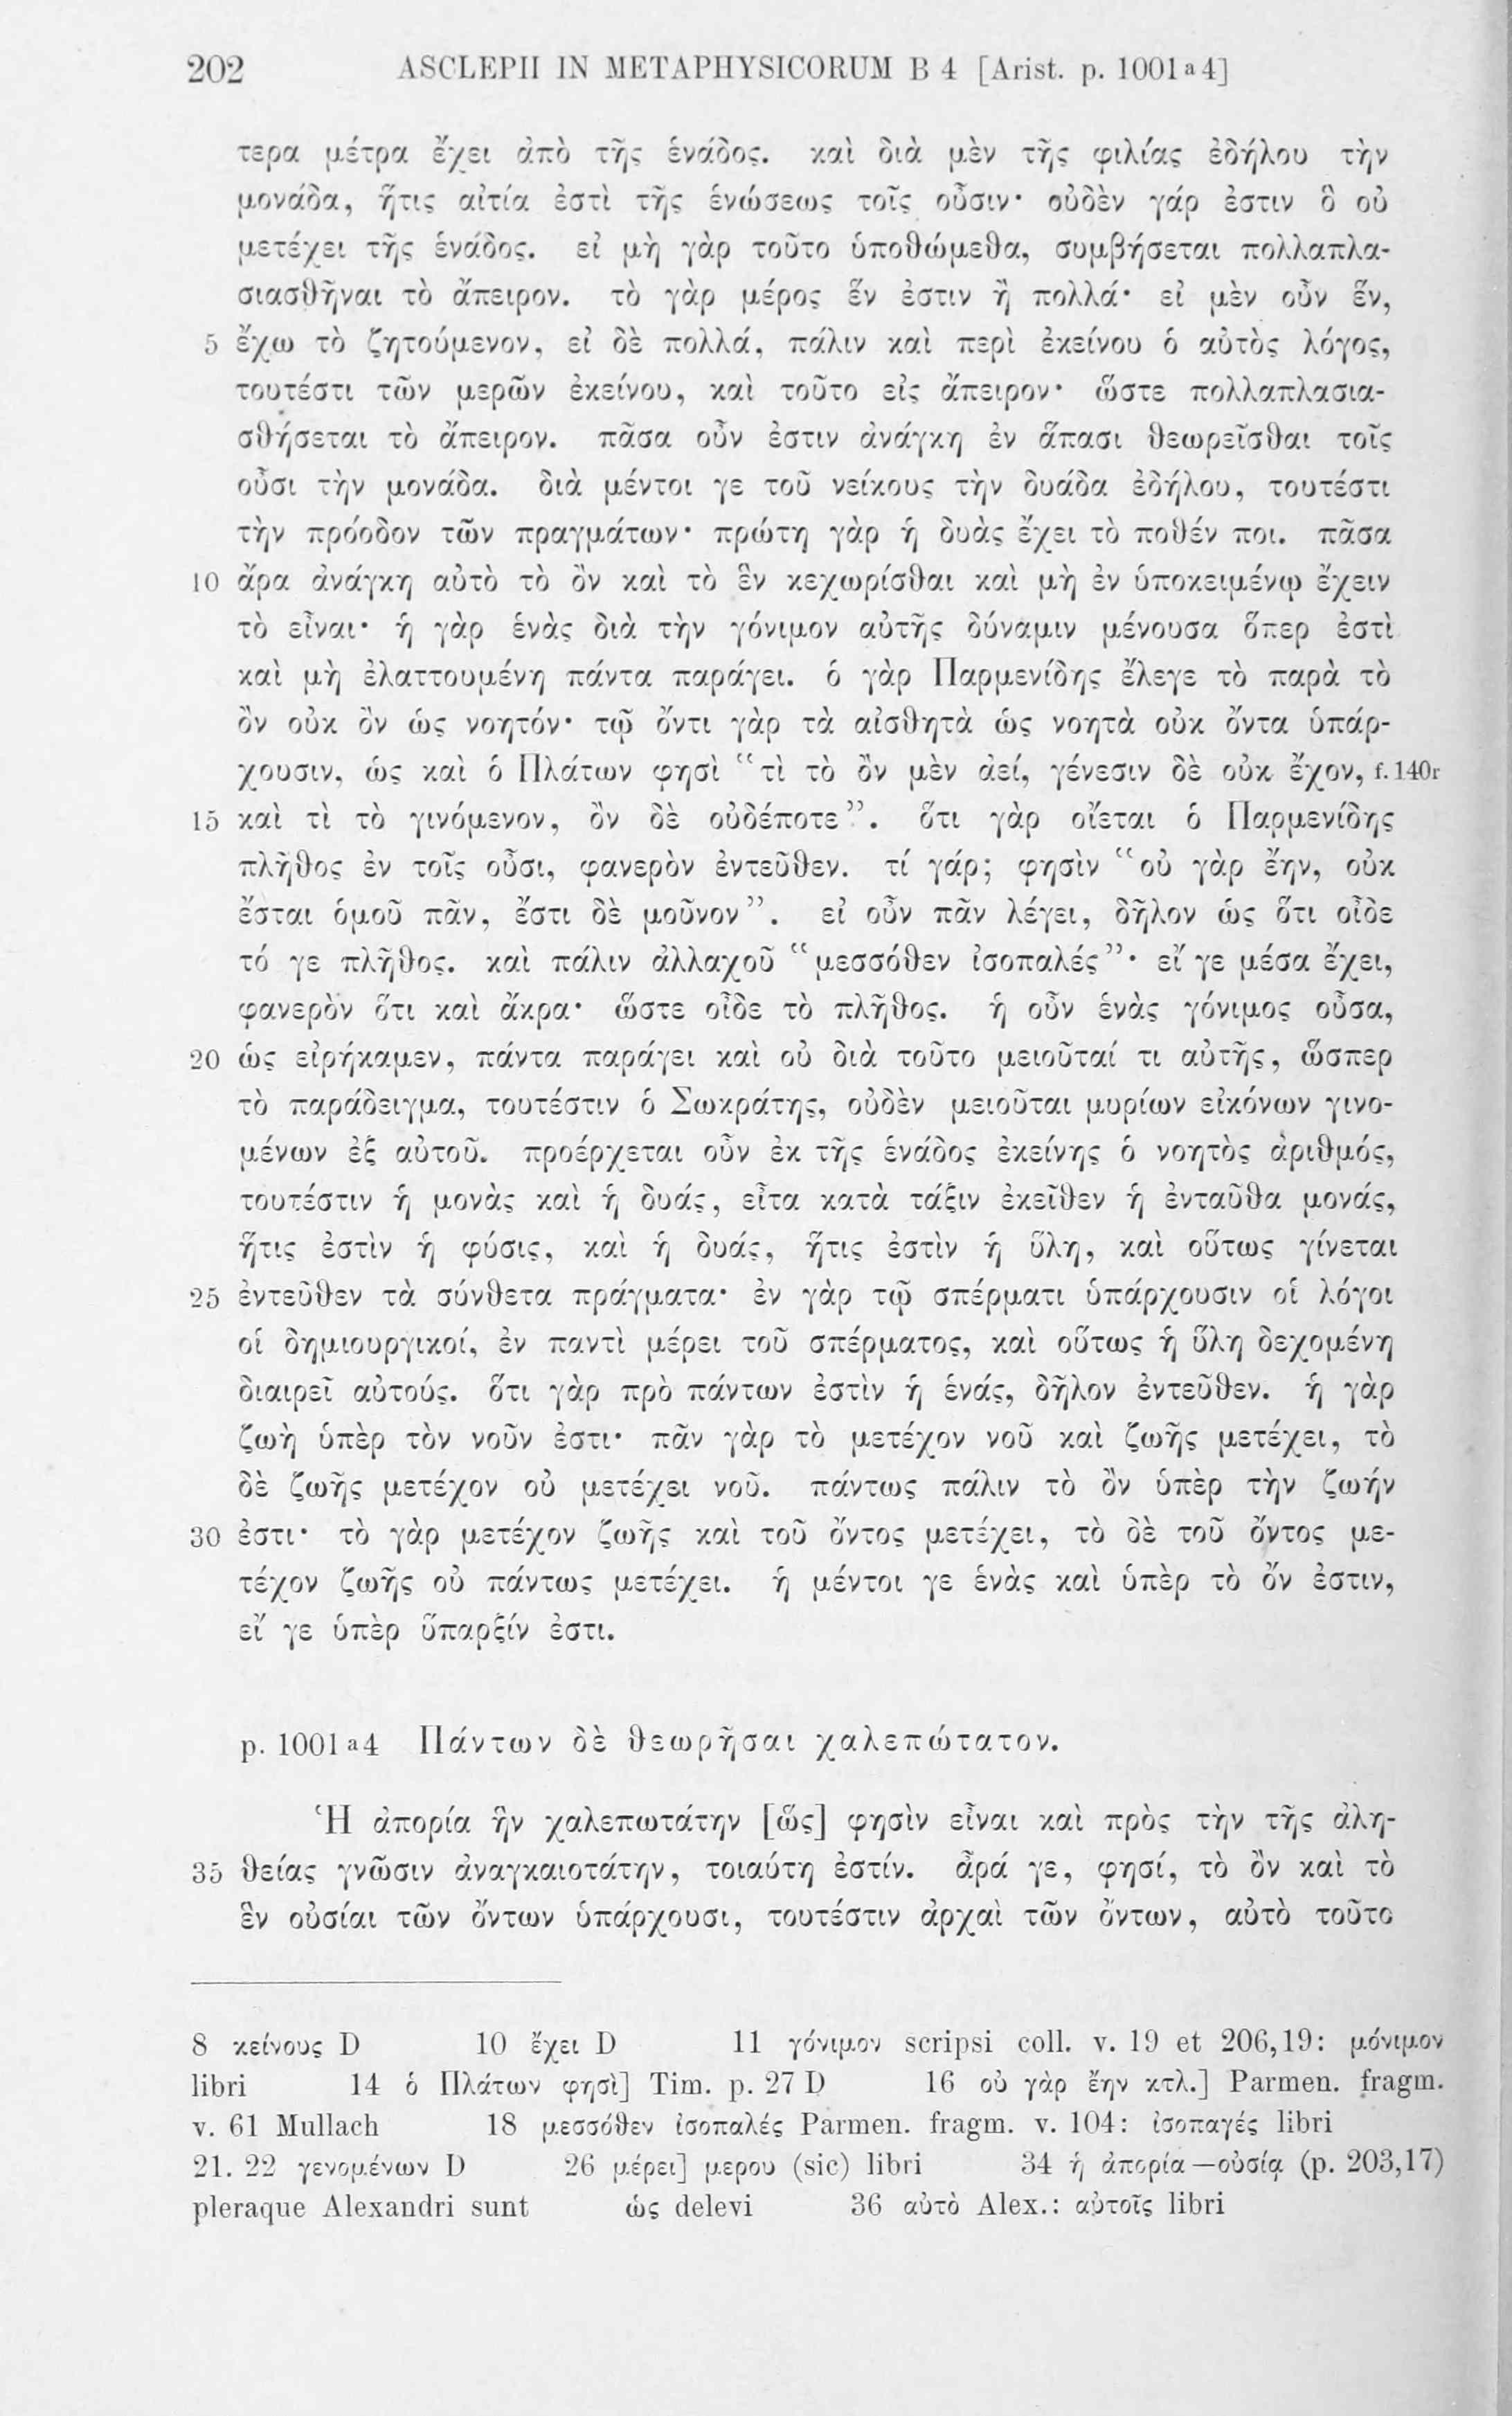 202 ASCLEPII IN METAPHYSICORUM B 4 [Arist. p. 1001ª4]
τερα μέτρα ἔχει ἀπὸ τῆς ἑνάδος. καὶ διὰ μὲν τῆς φιλίας ἐδήλου τὴν
μονάδα, ἥτις αἰτία ἐστὶ τῆς ἑνώσεως τοῖς οὖσιν· οὐδὲν γάρ ἐστιν ὃ οὐ
μετέχει τῆς ἑνάδος. εἰ μὴ γὰρ τοῦτο ὑποθώμεθα, συμβήσεται πολλαπλα-
σιασθῆναι τὸ ἄπειρον. τὸ γὰρ μέρος ἕν ἐστιν ἢ πολλά· εἰ μὲν οὖν ἕν,
5 ἔχω τὸ ζητούμενον, εἰ δὲ πολλά, πάλιν καὶ περὶ ἐκείνου ὁ αὐτὸς λόγος,
τουτέστι τῶν μερῶν ἐκείνου, καὶ τοῦτο εἰς ἄπειρον· ὥστε πολλαπλασια-
σθήσεται τὸ ἄπειρον. πᾶσα οὖν ἐστιν ἀνάγκη ἐν ἅπασι θεωρεῖσθαι τοῖς
οὖσι τὴν μονάδα. διὰ μέντοι γε τοῦ νείκους τὴν δυάδα ἐδήλου, τουτέστι
τὴν πρόοδον τῶν πραγμάτων· πρώτη γὰρ ἡ δυὰς ἔχει τὸ ποθέν ποι. πᾶσα
10 ἄρα ἀνάγκη αὐτὸ τὸ ὂν καὶ τὸ ἓν κεχωρίσθαι καὶ μὴ ἐν ὑποκειμένῳ ἔχειν
τὸ εἶναι· ἡ γὰρ ἑνὰς διὰ τὴν γόνιμον αὐτῆς δύναμιν μένουσα ὅπερ ἐστὶ
καὶ μὴ ἐλαττουμένη πάντα παράγει. ὁ γὰρ Παρμενίδης ἔλεγε τὸ παρὰ τὸ
ὂν οὐκ ὂν ὡς νοητόν· τῷ ὄντι γὰρ τὰ αἰσθητὰ ὡς νοητὰ οὐκ ὄντα ὑπάρ-
χουσιν, ὡς καὶ ὁ Πλάτων φησὶ “τὶ τὸ ὂν μὲν ἀεί, γένεσιν δὲ οὐκ ἔχον, f. 140r
15 καὶ τὶ τὸ γινόμενον, ὂν δὲ οὐδέποτε”. ὅτι γὰρ οἴεται ὁ Παρμενίδης
πλῆθος ἐν τοῖς οὖσι, φανερὸν ἐντεῦθεν. τί γάρ; φησὶν “οὐ γὰρ ἔην, οὐκ
ἔσται ὁμοῦ πᾶν, ἔστι δὲ μοῦνον”. εἰ οὖν πᾶν λέγει, δῆλον ὡς ὅτι οἶδε
τό γε πλῆθος. καὶ πάλιν ἀλλαχοῦ “μεσσόθεν ἰσοπαλές”· εἴ γε μέσα ἔχει,
φανερὸν ὅτι καὶ ἄκρα· ὥστε οἶδε τὸ πλῆθος. ἡ οὖν ἑνὰς γόνιμος οὖσα,
20 ὡς εἰρήκαμεν, πάντα παράγει καὶ οὐ διὰ τοῦτο μειοῦταί τι αὐτῆς, ὥσπερ
τὸ παράδειγμα, τουτέστιν ὁ Σωκράτης, οὐδὲν μειοῦται μυρίων εἰκόνων γινο-
μένων ἐξ αὐτοῦ. προέρχεται οὖν ἐκ τῆς ἑνάδος ἐκείνης ὁ νοητὸς ἀριθμός,
τουτέστιν ἡ μονὰς καὶ ἡ δυάς, εἶτα κατὰ τάξιν ἐκεῖθεν ἡ ἐνταῦθα μονάς,
ἥτις ἐστὶν ἡ φύσις, καὶ ἡ δυάς, ἥτις ἐστὶν ἡ ὕλη, καὶ οὕτως γίνεται
25 ἐντεῦθεν τὰ σύνθετα πράγματα· ἐν γὰρ τῷ σπέρματι ὑπάρχουσιν οἱ λόγοι
οἱ δημιουργικοί, ἐν παντὶ μέρει τοῦ σπέρματος, καὶ οὕτως ἡ ὕλη δεχομένη
διαιρεῖ αὐτούς. ὅτι γὰρ πρὸ πάντων ἐστὶν ἡ ἑνάς, δῆλον ἐντεῦθεν. ἡ γὰρ
ζωὴ ὑπὲρ τὸν νοῦν ἐστι· πᾶν γὰρ τὸ μετέχον νοῦ καὶ ζωῆς μετέχει, τὸ
δὲ ζωῆς μετέχον οὐ μετέχει νοῦ. πάντως πάλιν τὸ ὂν ὑπὲρ τὴν ζωήν
30 ἐστι· τὸ γὰρ μετέχον ζωῆς καὶ τοῦ ὄντος μετέχει, τὸ δὲ τοῦ ὄντος με-
τέχον ζωῆς οὐ πάντως μετέχει. ἡ μέντοι γε ἑνὰς καὶ ὑπὲρ τὸ ὄν ἐστιν,
εἴ γε ὑπὲρ ὕπαρξίν ἐστι.
p. 1001ª4 Πάντων δὲ θεωρῆσαι χαλεπώτατον.
Ἡ ἀπορία ἣν χαλεπωτάτην [ὥς] φησὶν εἶναι καὶ πρὸς τὴν τῆς ἀλη-
35 θείας γνῶσιν ἀναγκαιοτάτην, τοιαύτη ἐστίν. ἆρά γε, φησί, τὸ ὂν καὶ τὸ
ἓν οὐσίαι τῶν ὄντων ὑπάρχουσι, τουτέστιν ἀρχαὶ τῶν ὄντων, αὐτὸ τοῦτο
8 κείνους D 10 ἔχει D 11 γόνιμον scripsi coll. v. 19 et 206,19: μόνιμον
libri 14 ὁ Πλάτων φησὶ] Tim. p. 27 D 16 οὐ γὰρ ἔην κτλ.] Parmen. fragm.
v. 61 Mullach 18 μεσσόθεν ἰσοπαλές Parmen. fragm. v. 104: ἰσοπαγές libri
21. 22 γενομένων D 26 μέρει] μερου (sic) libri 34 ἡ ἀπορία—οὐσίᾳ (p. 203,17)
pleraque Alexandri sunt ὡς delevi 36 αὐτὸ Alex.: αὐτοῖς libri